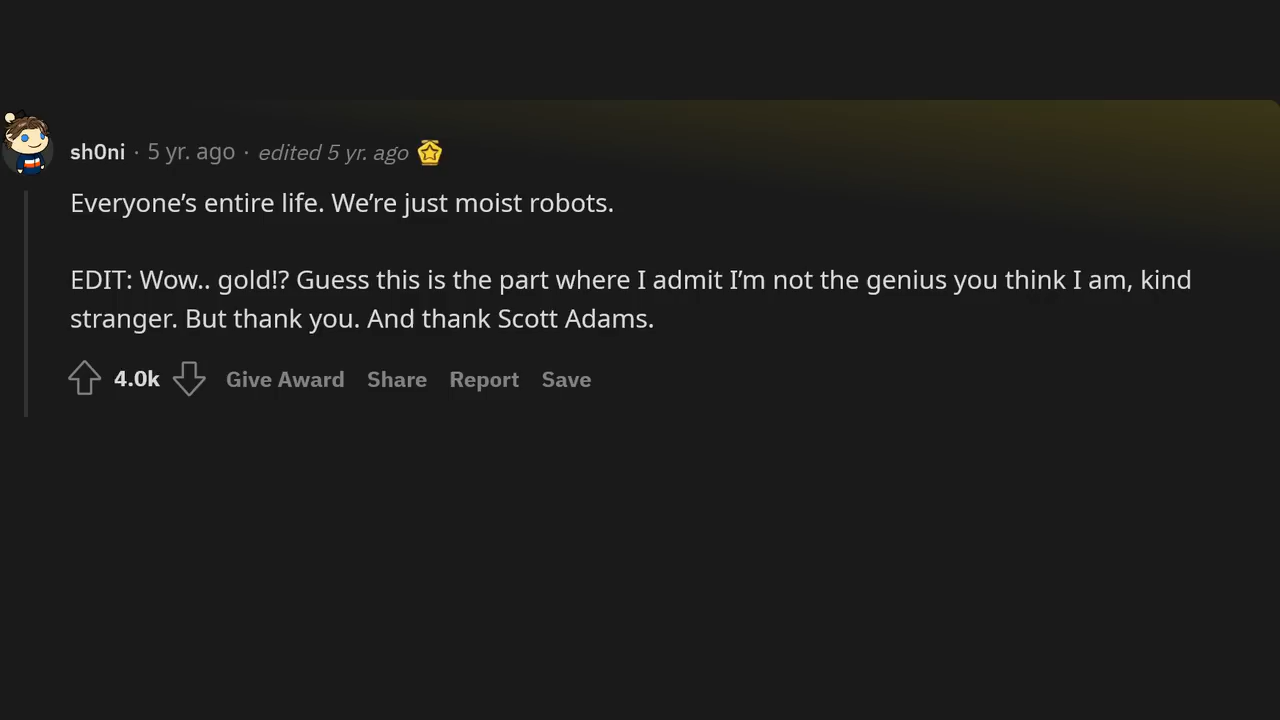 sh0ni · 5 yr. ago · edited 5 yr. ago
Everyone’s entire life. We’re just moist robots.
EDIT: Wow.. gold!? Guess this is the part where I admit I’m not the genius you think I am, kind
stranger. But thank you. And thank Scott Adams.
4.0k Give Award Share Report Save